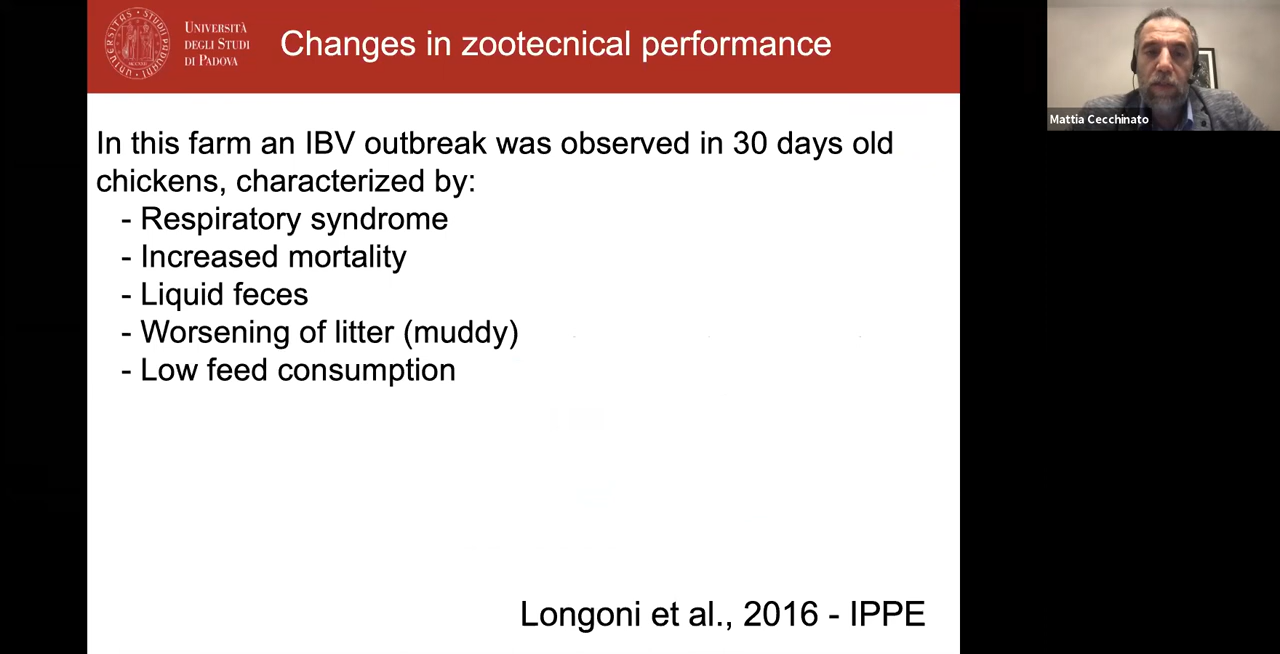 UNIVERSITÀ
DEGLI STUDI
DI PADOVA
Changes in zootecnical performance
Mattia Cecchinato
In this farm an IBV outbreak was observed in 30 days old
chickens, characterized by:
- Respiratory syndrome
- Increased mortality
- Liquid feces
- Worsening of litter (muddy)
- Low feed consumption
Longoni et al., 2016 - IPPE